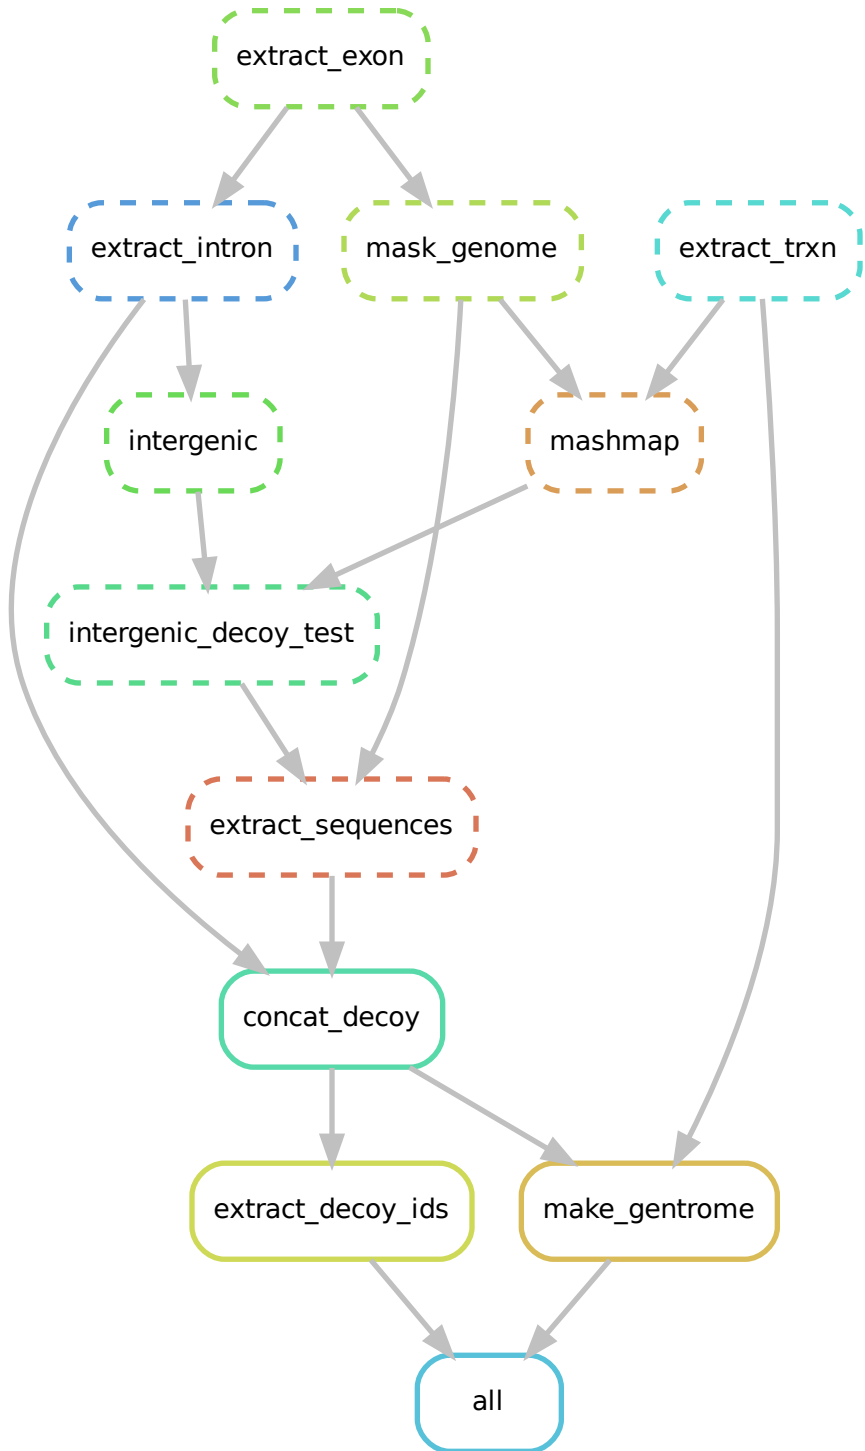 extract_exon
extract_intron
mask_genome
extract_trxn
intergenic
mashmap
intergenic_decoy_test
extract_sequences
concat_decoy
extract_decoy_ids
make_gentrome
all